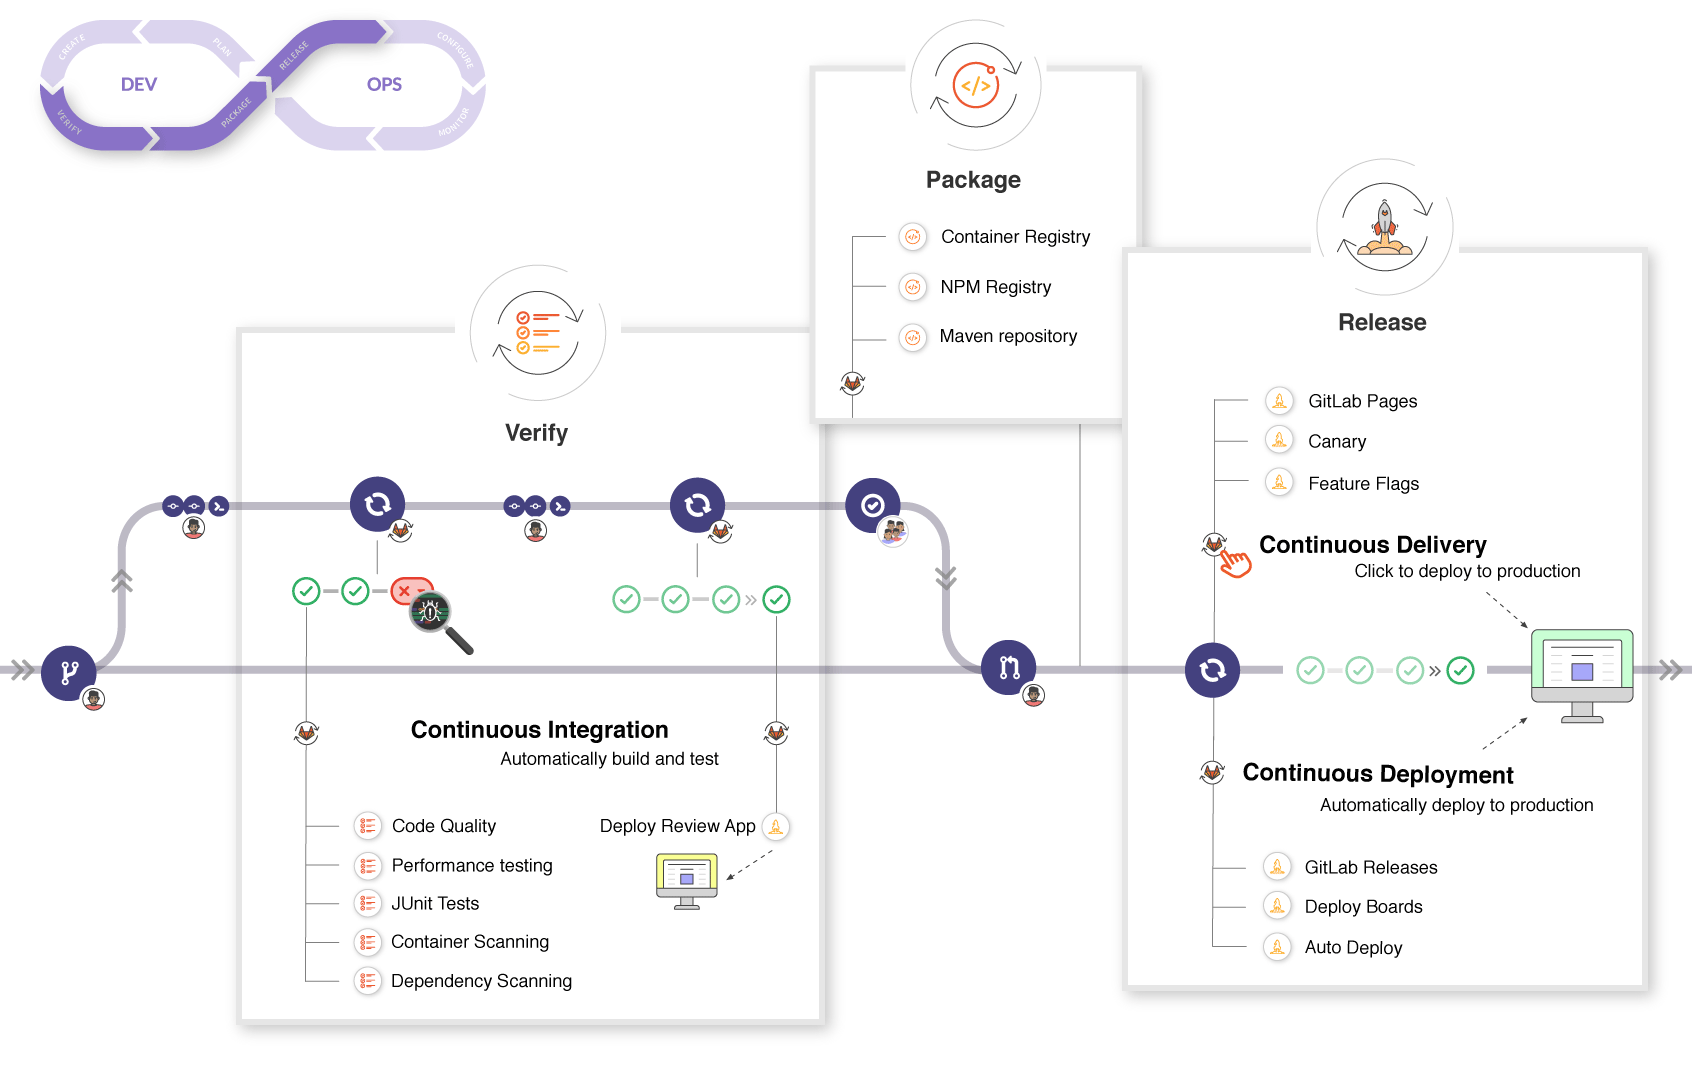 CREATE
PLAN
RELEASE
CONFIGURE
DEV
OPS
VERIFY
PACKAGE
MONITOR
Package
Container Registry
NPM Registry
Maven repository
Release
GitLab Pages
Canary
Feature Flags
Continuous Delivery
Click to deploy to production
Verify
Continuous Integration
Automatically build and test
Code Quality
Performance testing
JUnit Tests
Container Scanning
Dependency Scanning
Deploy Review App
Continuous Deployment
Automatically deploy to production
GitLab Releases
Deploy Boards
Auto Deploy